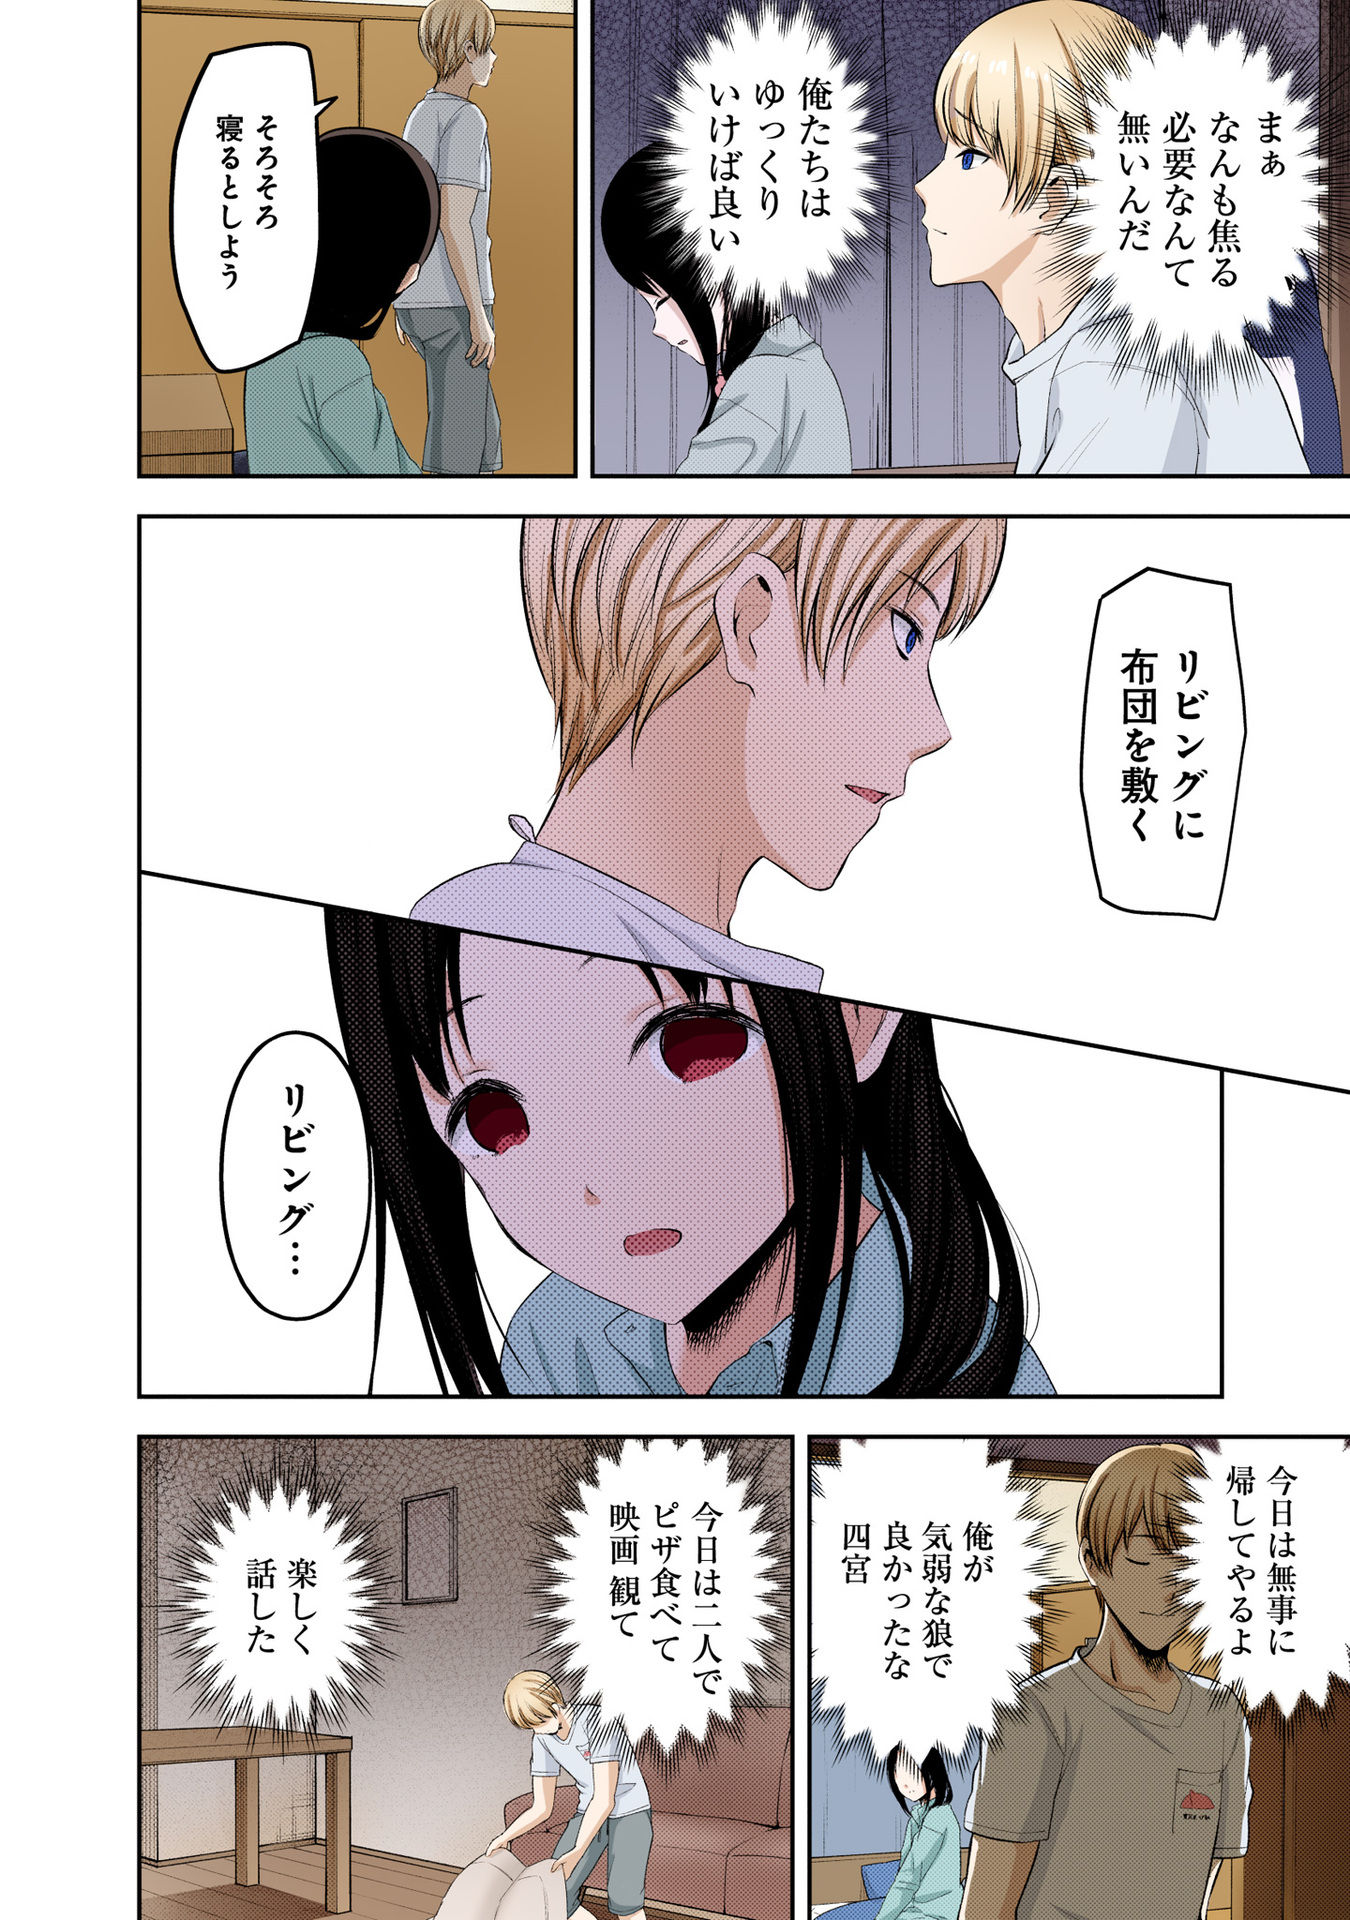 まぁ
なんも焦る
必要なんて
無いんだ
俺たちは
ゆっくり
いけば良い
そろそろ
寝るとしよう
リビングに
布団を敷く
リビング…
今日は無事に
帰してやるよ
俺が
気弱な狼で
良かったな
四宮
今日は二人で
ピザ食べて
映画観て
楽しく
話した